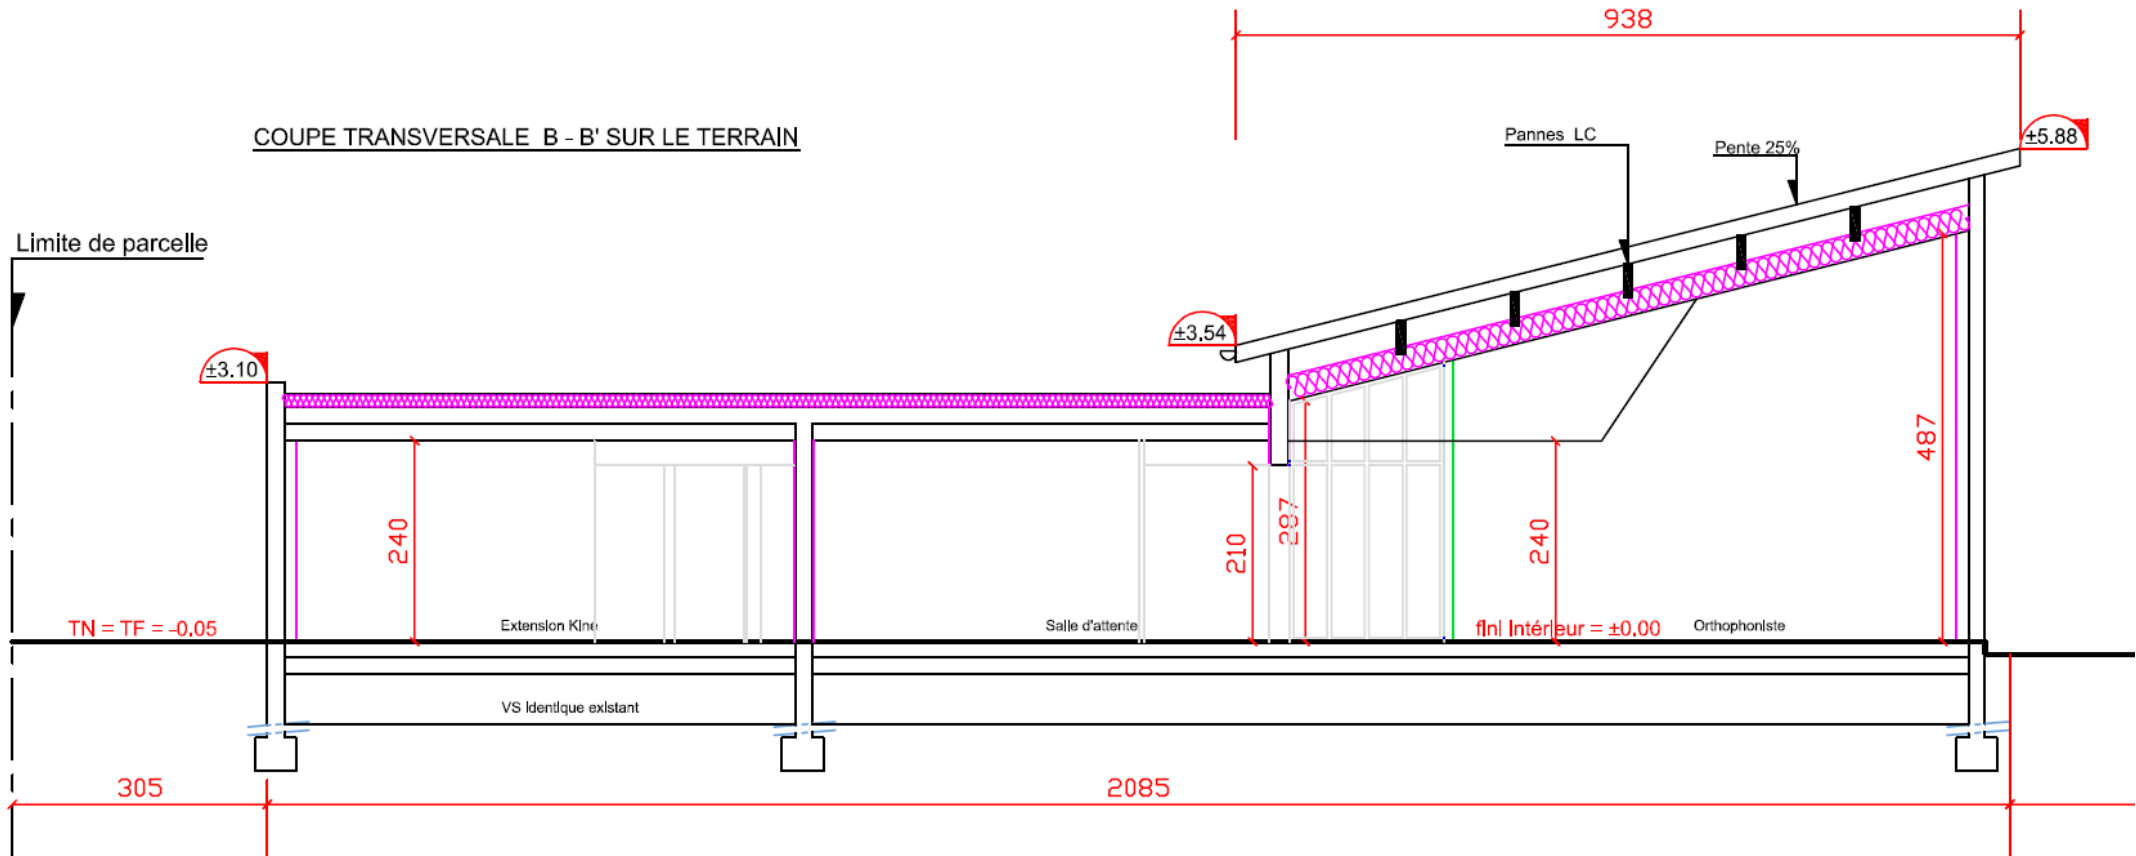 938
COUPE TRANSVERSALE B - B' SUR LE TERRAIN
Pannes LC
Pente 25%
±5.88
Limite de parcelle
±3.54
±3.10
487
240
210
287
240
TN = TF = -0.05
Extension Kiné
Salle d'attente
fini intérieur = ±0.00
Orthophoniste
VS identique existant
305
2085